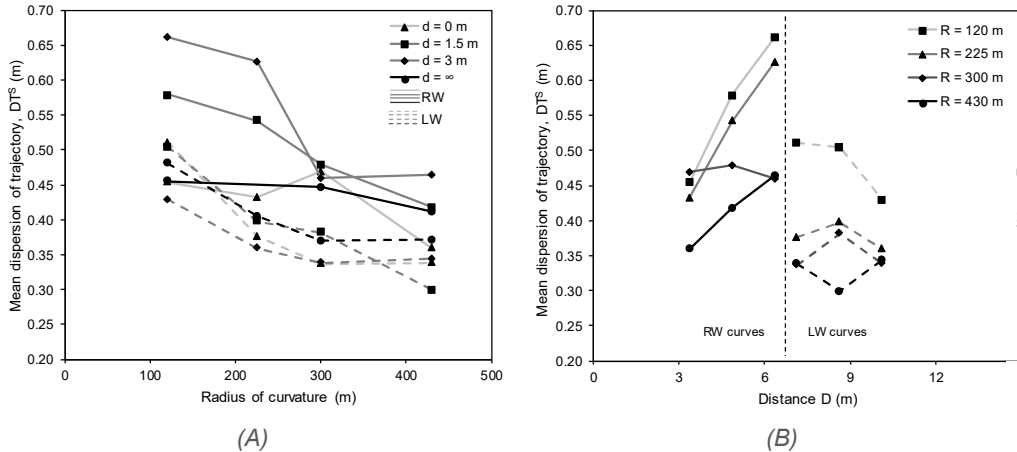 Mean dispersion of trajectory, DTS (m)
0.70
0.65
0.60
0.55
0.50
0.45
0.40
0.35
0.30
0.25
0.20
0
100
200
300
400
500
Radius of curvature (m)
d = 0 m
d = 1.5 m
d = 3 m
d = ∞
RW
LW
(A)
Mean dispersion of trajectory, DTS (m)
0.70
0.65
0.60
0.55
0.50
0.45
0.40
0.35
0.30
0.25
0.20
0
3
6
9
12
Distance D (m)
R = 120 m
R = 225 m
R = 300 m
R = 430 m
RW curves
LW curves
(B)